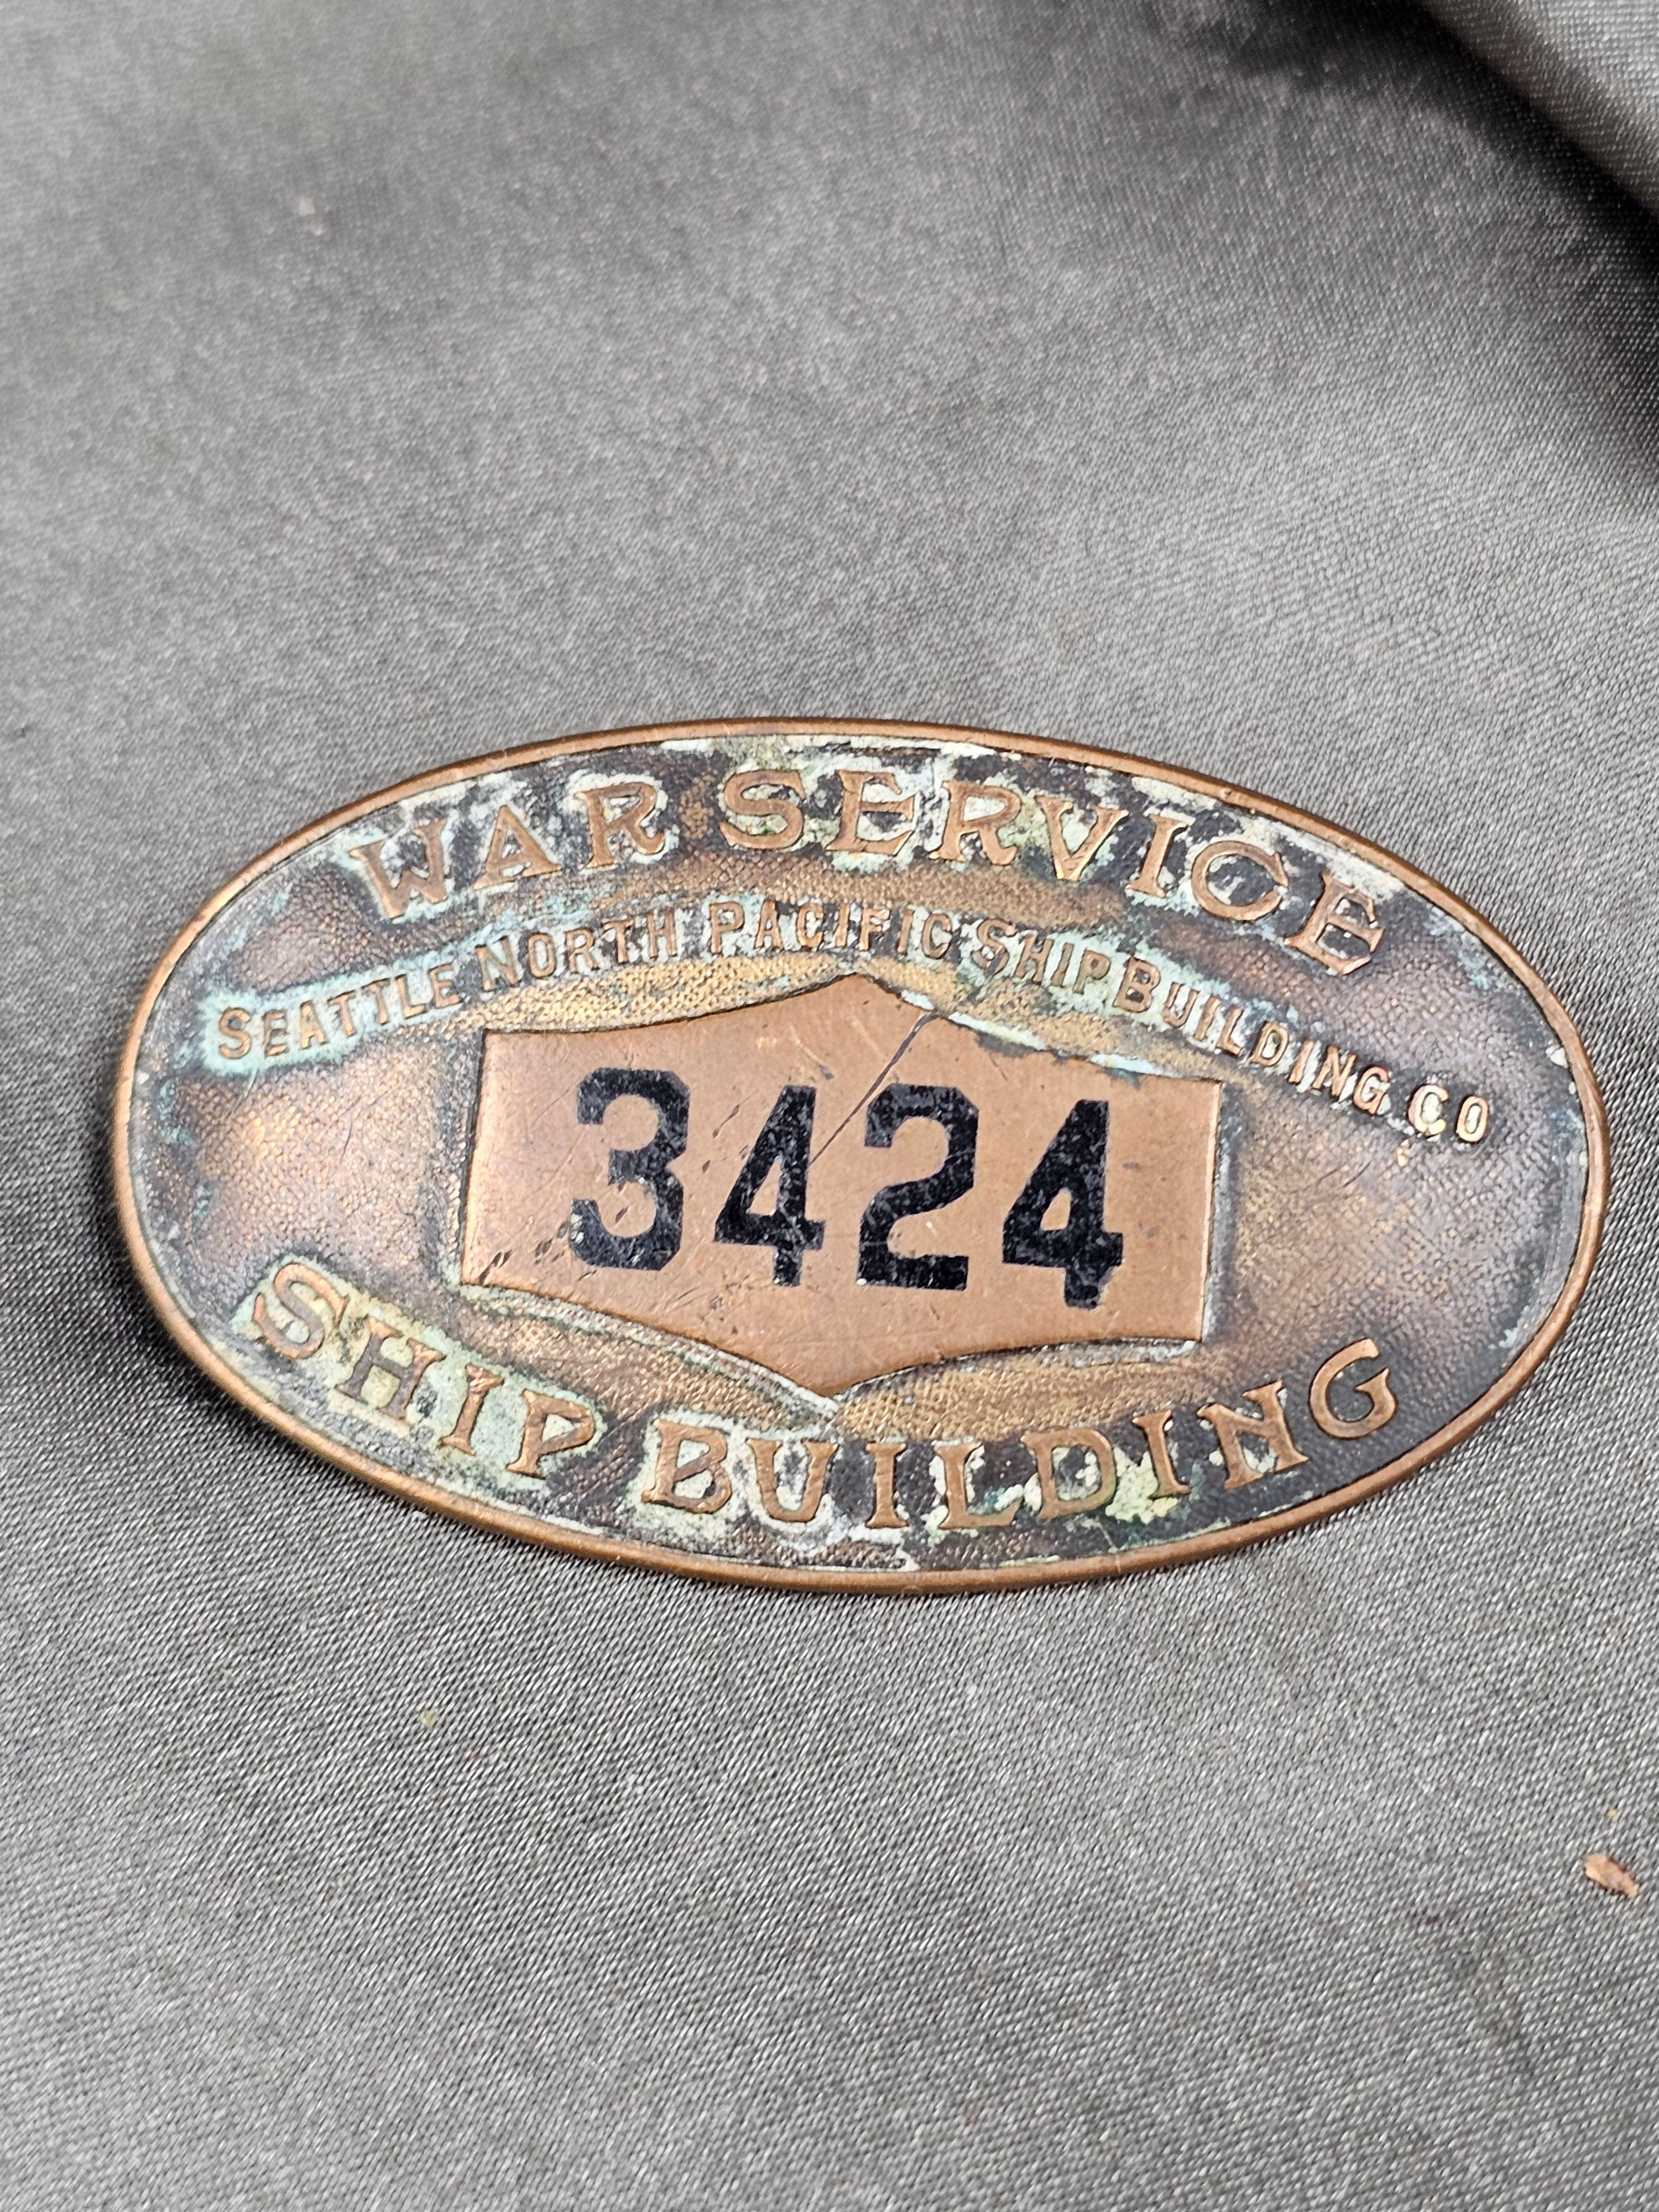 WAR SERVICE
SEATTLE NORTH PACIFIC SHIPBUILDING CO
3424
SHIP BUILDING